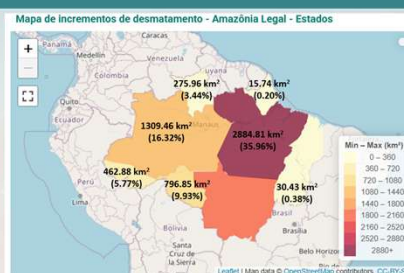 Mapa de incrementos de desmatamento - Amazônia Legal - Estados
+
−
Panamá
Caracas
Medellín
Venezuela
Colombia
Quito
Ecuador
Perú
Lima
Bolivia
Santa
Cruz de
la Sierra
Manaus
Brasília
Belo Horizo
275.96 km²
(3.44%)
15.74 km²
(0.20%)
1309.46 km²
(16.32%)
2884.81 km²
(35.96%)
462.88 km²
(5.77%)
796.85 km²
(9.93%)
30.43 km²
(0.38%)
Min – Max (km²)
0 – 360
360 – 720
720 – 1080
1080 – 1440
1440 – 1800
1800 – 2160
2160 – 2520
2520 – 2880
2880+
Leaflet | Map data © OpenStreetMap contributors, CC-BY-S